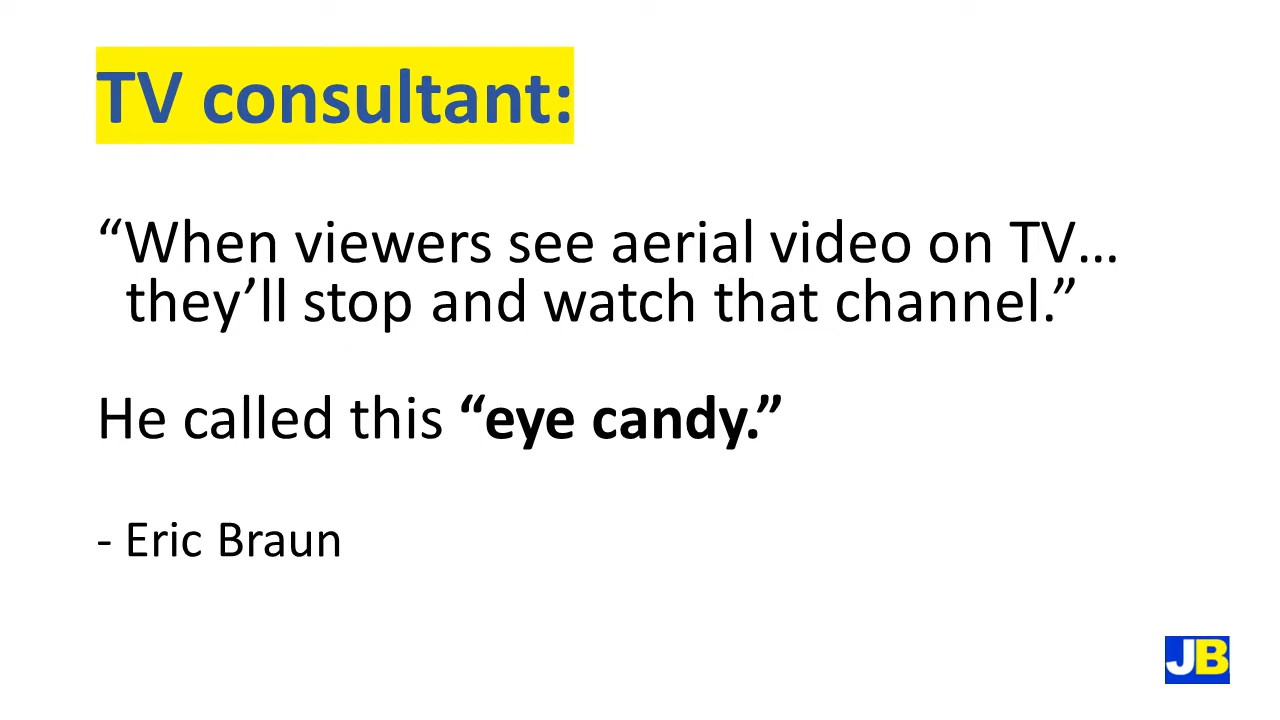 TV consultant:
“When viewers see aerial video on TV…
they’ll stop and watch that channel.”
He called this “eye candy.”
- Eric Braun
JB